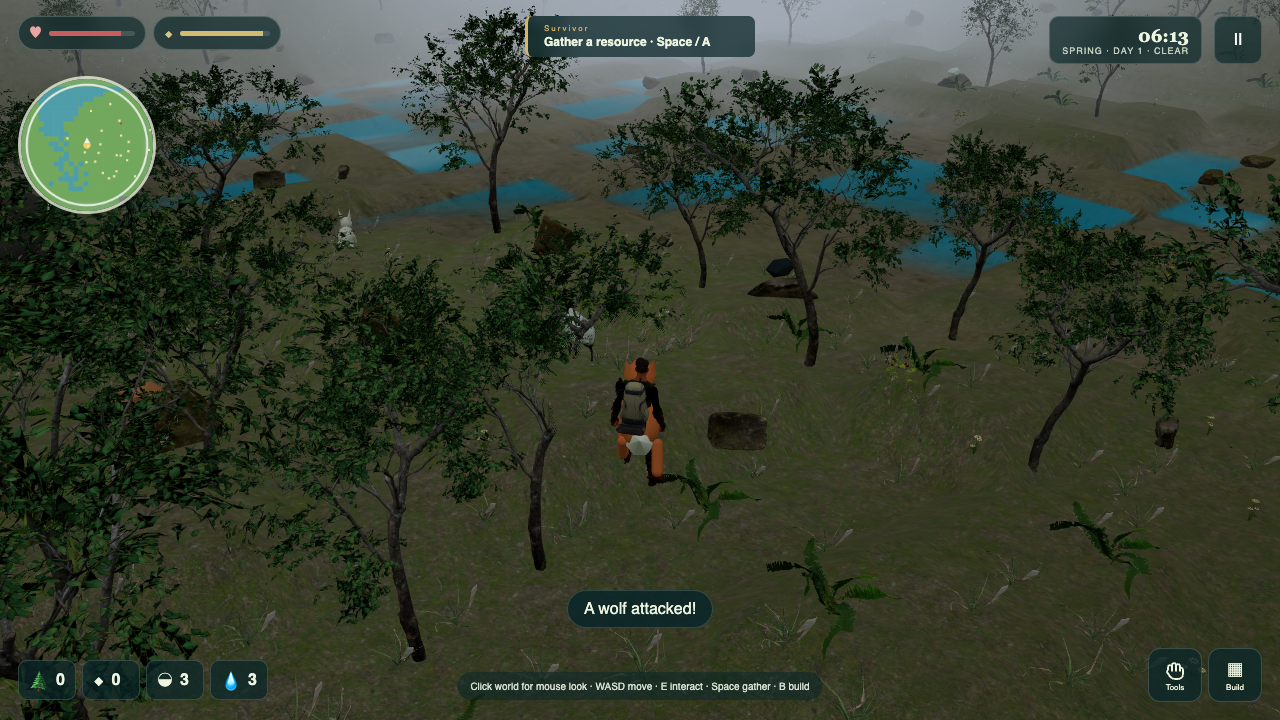 Survivor
Gather a resource · Space / A
06:13
SPRING · DAY 1 · CLEAR
A wolf attacked!
0
0
3
3
Click world for mouse look · WASD move · E interact · Space gather · B build
Tools
Build